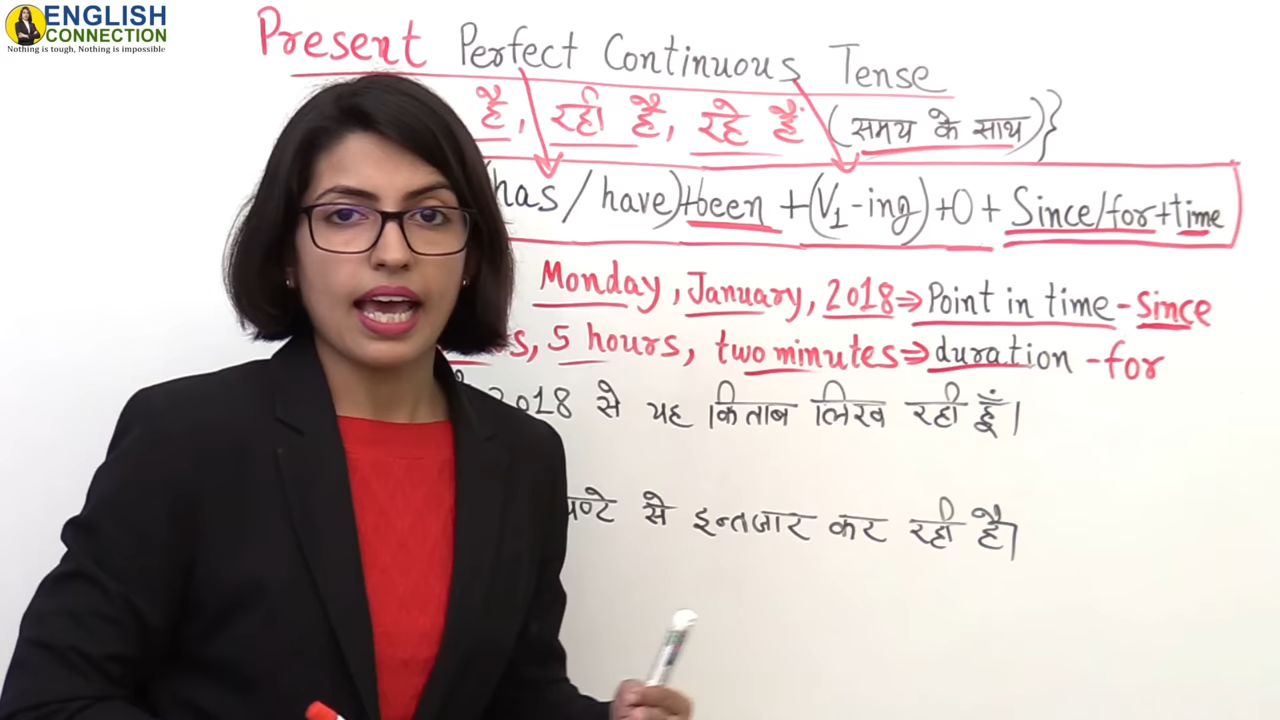 ENGLISH
CONNECTION
Nothing is tough, Nothing is impossible
Present Perfect Continuous Tense
है, रही है, रहे हैं (समय के साथ)}
has / have)+been +(V1-ing) +O + Since/for+time
Monday, January, 2018⇒Point in time - Since
5 hours, two minutes⇒duration - for
2018 से यह किताब लिख रही हूँ।
घण्टे से इन्तजार कर रही है।